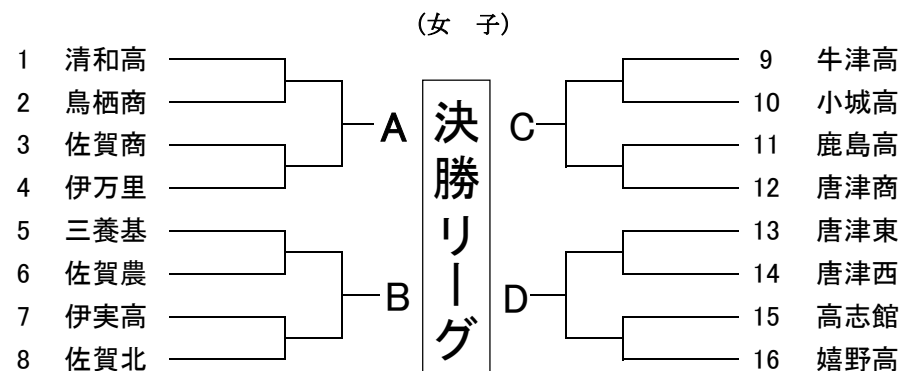 (女 子)
1 清和高
2 鳥栖商
3 佐賀商
4 伊万里
5 三養基
6 佐賀農
7 伊実高
8 佐賀北
A
B
決勝リーグ
C
D
9 牛津高
10 小城高
11 鹿島高
12 唐津商
13 唐津東
14 唐津西
15 高志館
16 嬉野高